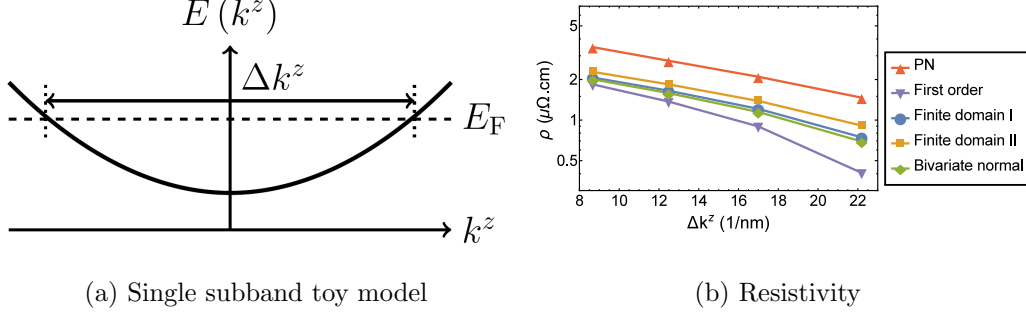 E (k^z)
Δk^z
E_F
k^z
(a) Single subband toy model
ρ (μΩ.cm)
5
2
1
0.5
8 10 12 14 16 18 20 22
Δk^z (1/nm)
PN
First order
Finite domain I
Finite domain II
Bivariate normal
(b) Resistivity